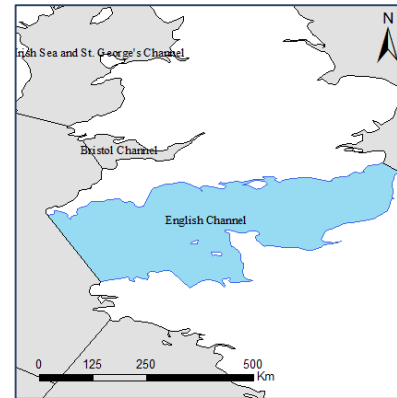 N
rish Sea and St. George's Channel
Bristol Channel
English Channel
0 125 250 500
Km